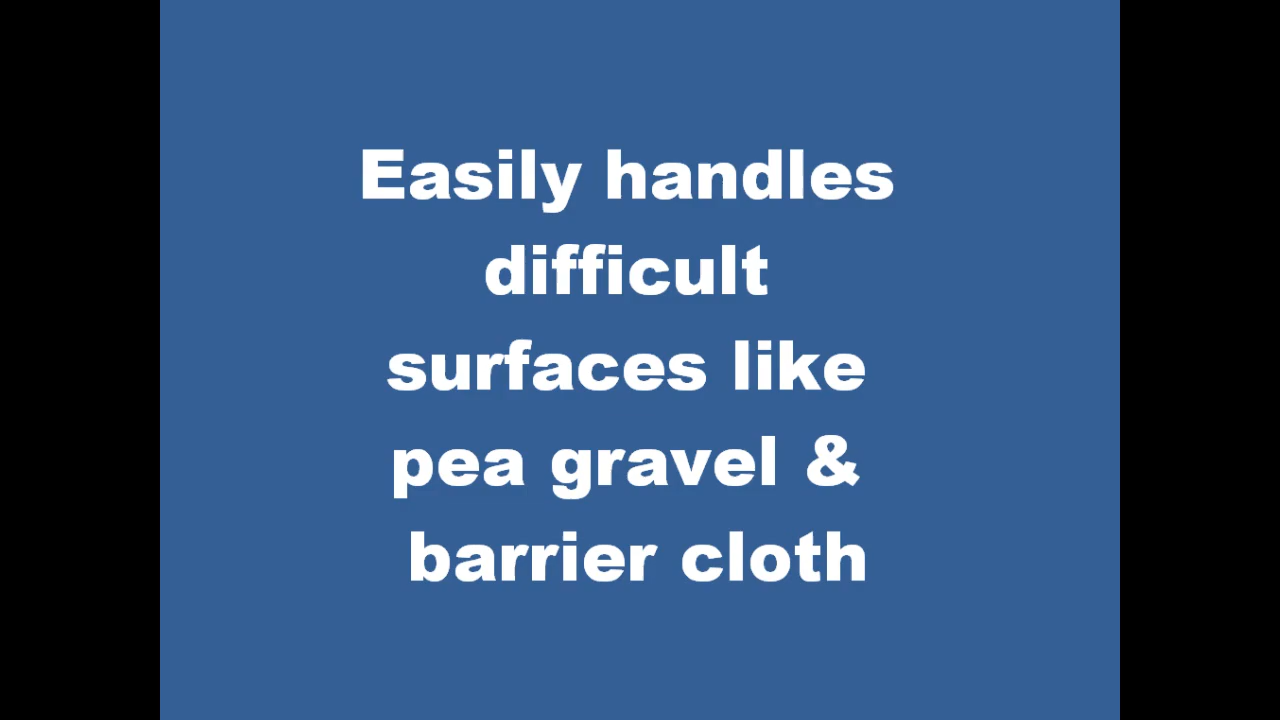 Easily handles
difficult
surfaces like
pea gravel &
barrier cloth